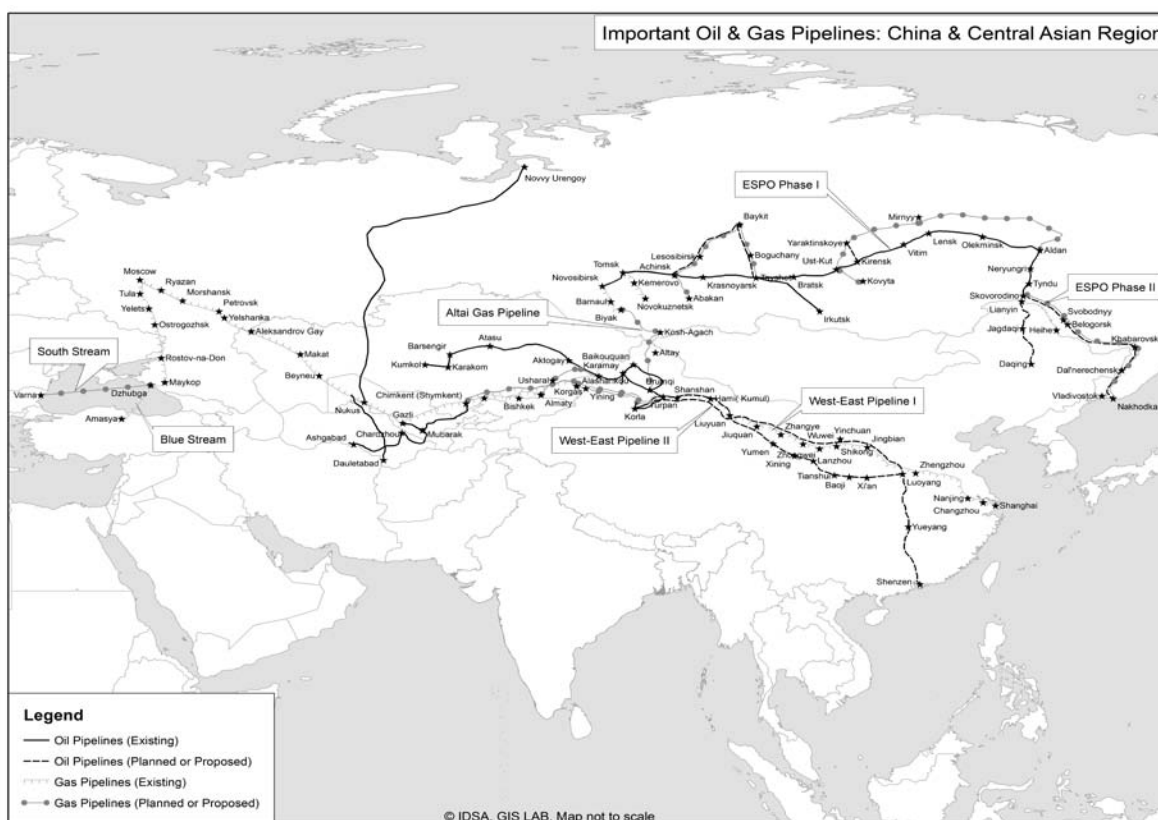 Important Oil & Gas Pipelines: China & Central Asian Region
Novvy Urengoy
ESPO Phase I
Mirnyy
Baykit
Yaraktinskoye
Lensk
Olekminsk
Aldan
Lesosibirsk
Boguchany
Ust-Kut
Kirensk
Vitim
Tomsk
Achinsk
Neryungri
Moscow
Ryazan
Novosibirsk
Kemerovo
Krasnoyarsk
Tayshet
Bratsk
Kovyta
Tyndu
ESPO Phase II
Tula
Morshansk
Barnaul
Novokuznetsk
Abakan
Skovorodino
Lianyin
Svobodnyy
Yelets
Petrovsk
Yelshanka
Biyak
Irkutsk
Belogorsk
Ostrogozhsk
Aleksandrov Gay
Altai Gas Pipeline
Kosh-Agach
Jagdaqi
Heihe
Khabarovsk
South Stream
Rostov-na-Don
Makat
Barsengir
Atasu
Altay
Baikouquan
Daqing
Dal'nerechensk
Kumkol
Karakom
Aktogay
Karamay
Maykop
Beyneu
Usharal
Alashankou
Urunqi
Shanshan
Varna
Dzhubga
Chimkent (Shymkent)
Korgas
Yining
Hami( Kumul)
West-East Pipeline I
Vladivostok
Nakhodka
Nukus
Gazli
Bishkek
Almaty
Korla
Turpan
Amasya
Blue Stream
Ashgabad
Chardzhou
Mubarak
West-East Pipeline II
Liuyuan
Zhangye
Wuwei
Yinchuan
Jiuquan
Shikong
Jingbian
Dauletabad
Yumen
Xining
Zhongwei
Lanzhou
Zhengzhou
Tianshui
Baoji
Xi'an
Luoyang
Nanjing
Changzhou
Shanghai
Yueyang
Shenzen
Legend
Oil Pipelines (Existing)
Oil Pipelines (Planned or Proposed)
Gas Pipelines (Existing)
Gas Pipelines (Planned or Proposed)
© IDSA, GIS LAB. Map not to scale